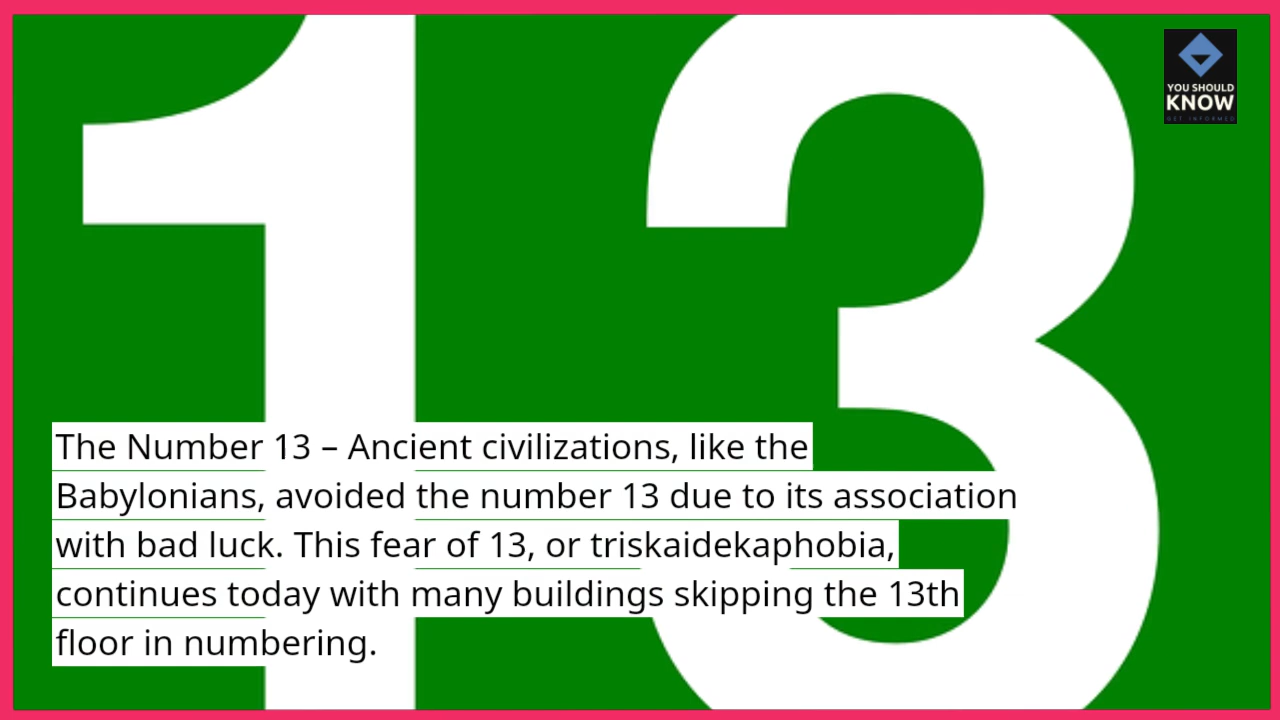 13
YOU SHOULD
KNOW
GET INFORMED
The Number 13 – Ancient civilizations, like the
Babylonians, avoided the number 13 due to its association
with bad luck. This fear of 13, or triskaidekaphobia,
continues today with many buildings skipping the 13th
floor in numbering.